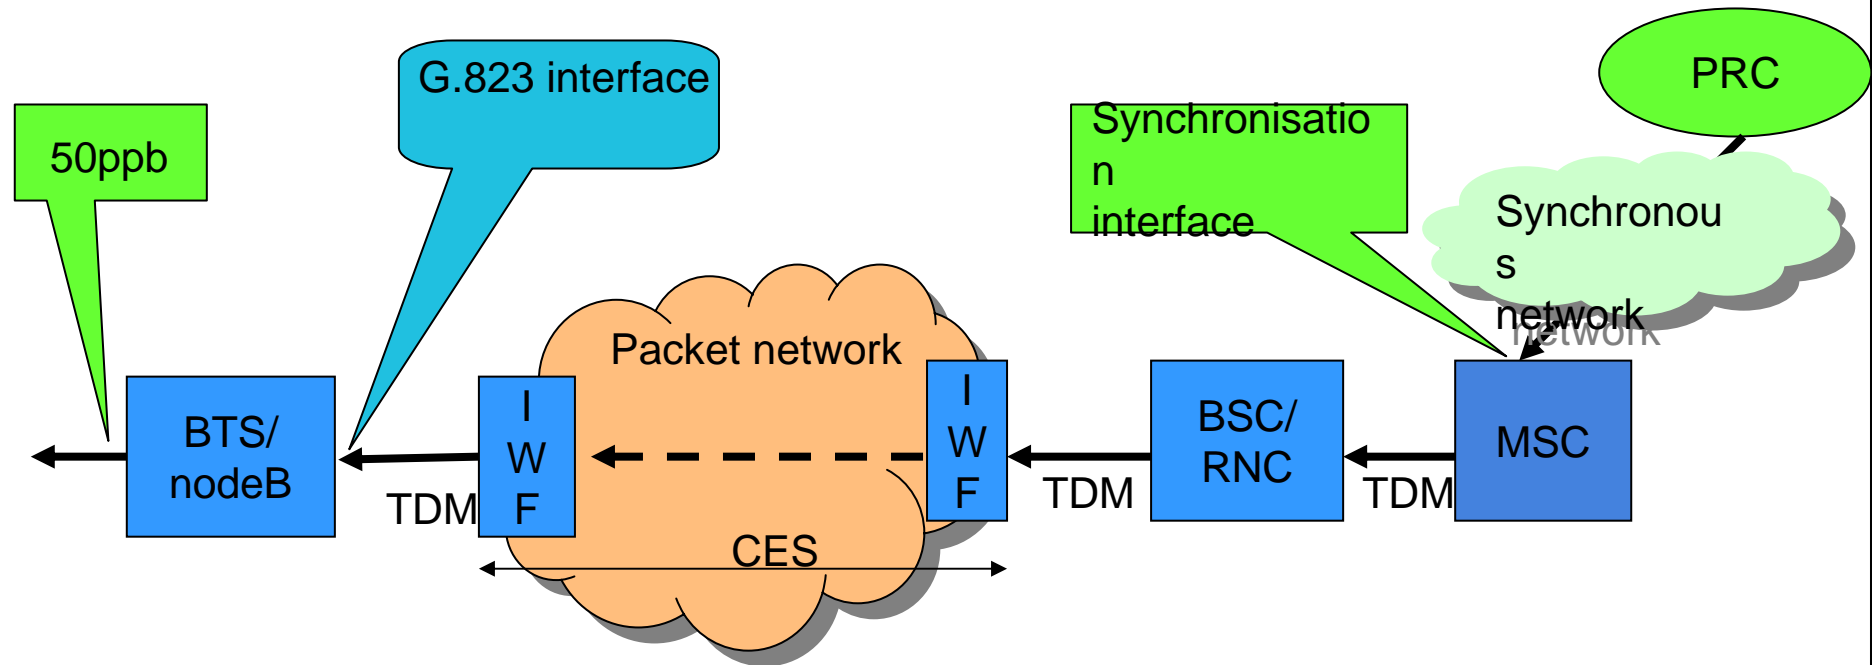 PRC
G.823 interface
50ppb
Synchronisatio
n
interface
Synchronou
s
network
Packet network
I
W
F
I
W
F
BTS/
nodeB
BSC/
RNC
MSC
TDM
TDM
TDM
CES